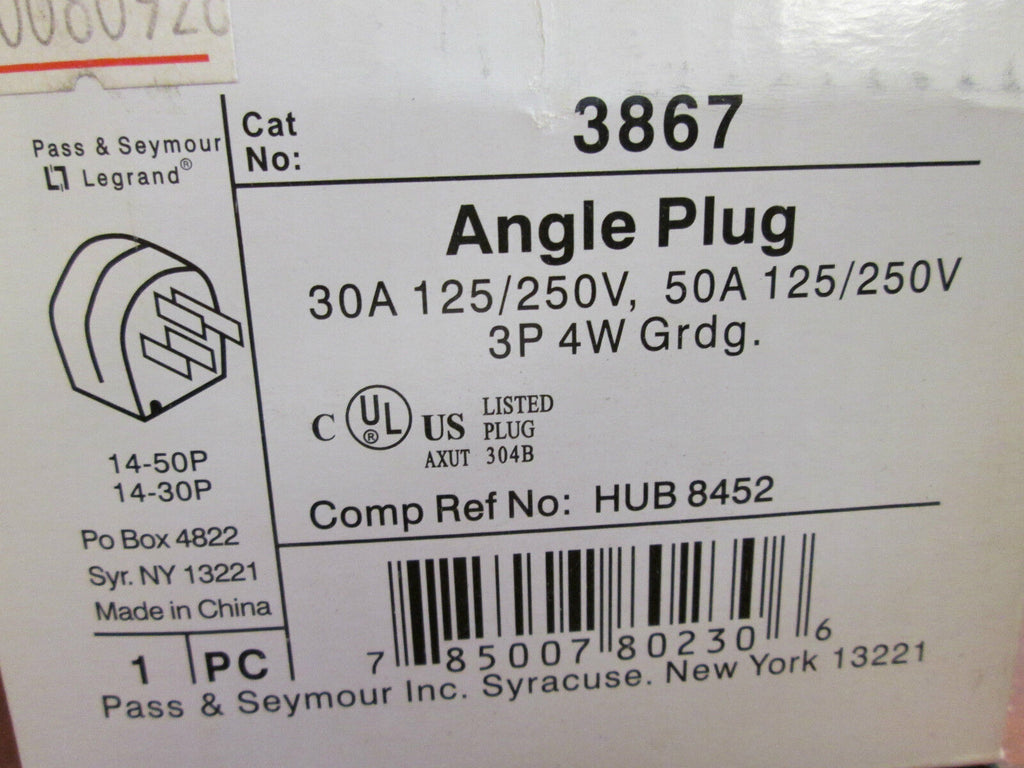 Cat No: 3867
Pass & Seymour
Legrand®
Angle Plug
30A 125/250V, 50A 125/250V
3P 4W Grdg.
C UL® US LISTED PLUG
AXUT 304B
14-50P
14-30P
Comp Ref No: HUB 8452
Po Box 4822
Syr. NY 13221
Made in China
1 PC
7 85007 80230 6
Pass & Seymour Inc. Syracuse. New York 13221